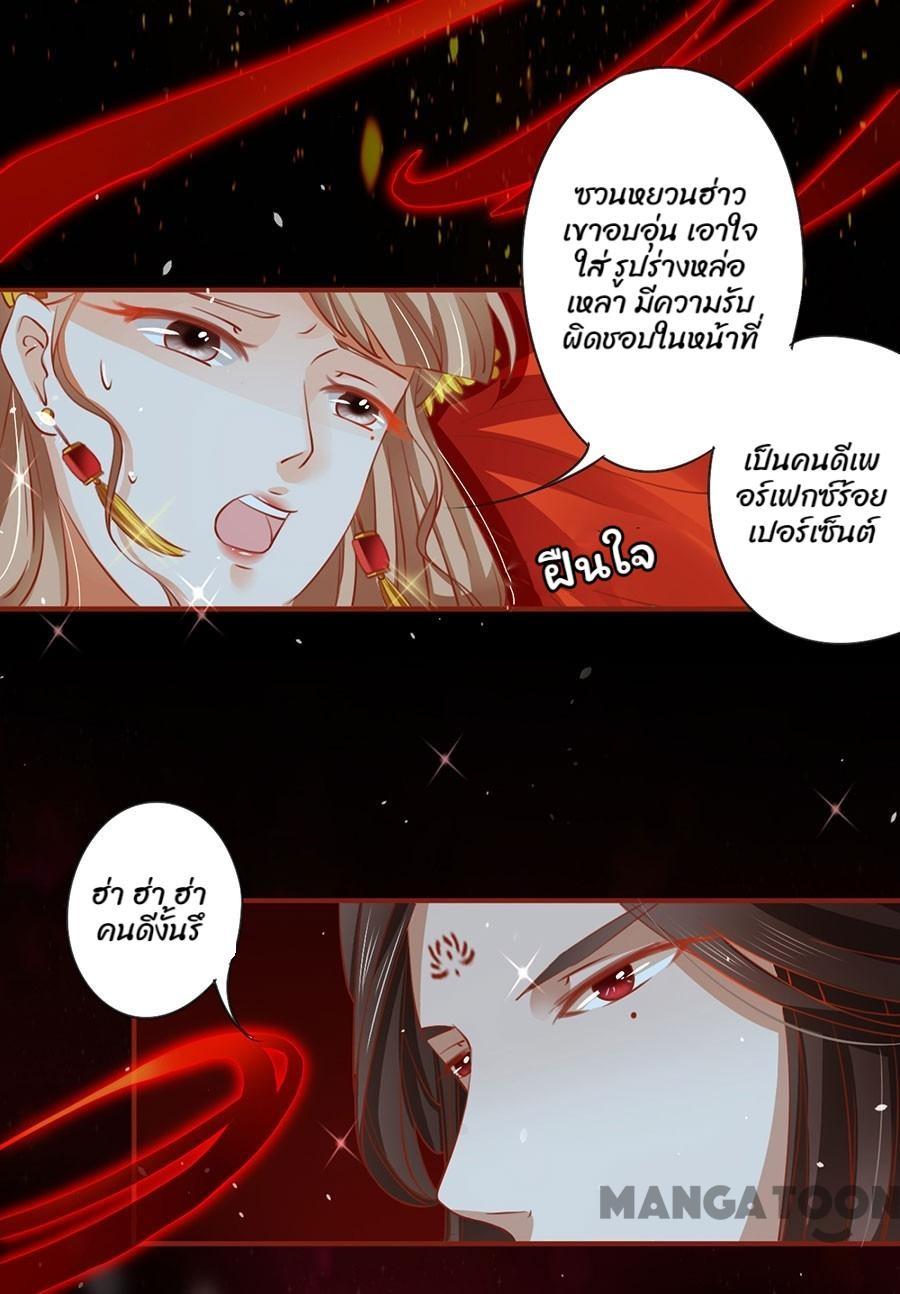 ซวนหยวนฮ่าว
เขาอบอุ่น เอาใจ
ใส่ รูปร่างหล่อ
เหลา มีความรับ
ผิดชอบในหน้าที่
เป็นคนดีเพ
อร์เฟกซ์ร้อย
เปอร์เซ็นต์
ฝืนใจ
ฮ่า ฮ่า ฮ่า
คนดีงั้นรึ
MANGATOON